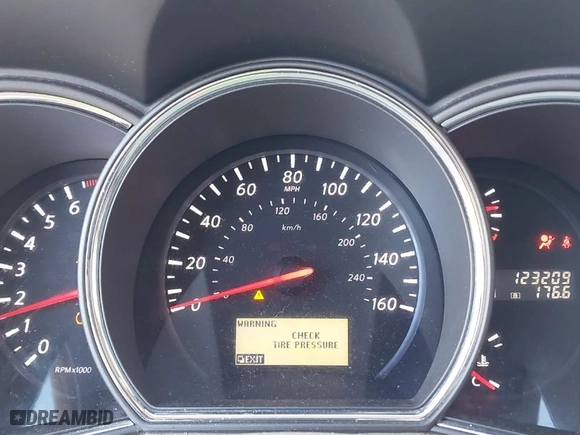 80
MPH
60
100
40
120
20
140
0
160
120
160
80
km/h
200
40
240
0
6
5
4
3
2
1
0
RPMx1000
WARNING
CHECK
TIRE PRESSURE
EXIT
123209
B 176.6
C
DREAMBID